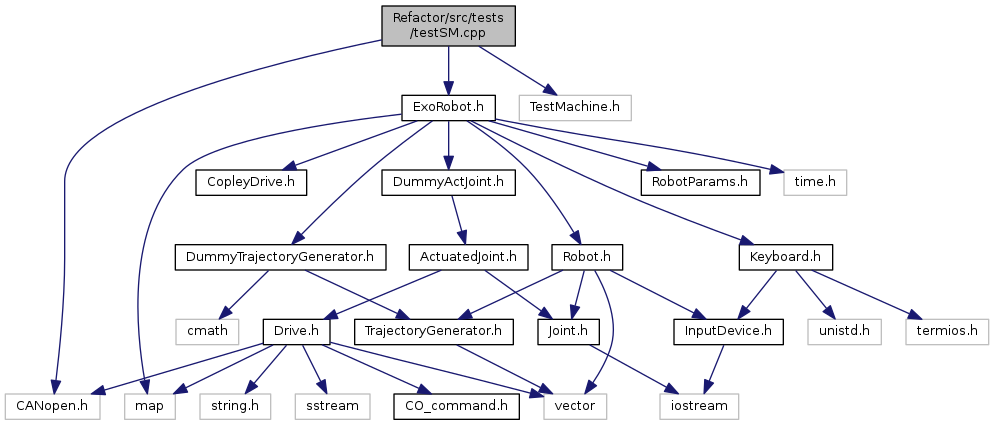 Refactor/src/tests
/testSM.cpp
ExoRobot.h
TestMachine.h
CopleyDrive.h
DummyActJoint.h
RobotParams.h
time.h
DummyTrajectoryGenerator.h
ActuatedJoint.h
Robot.h
Keyboard.h
cmath
Drive.h
TrajectoryGenerator.h
Joint.h
InputDevice.h
unistd.h
termios.h
CANopen.h
map
string.h
sstream
CO_command.h
vector
iostream